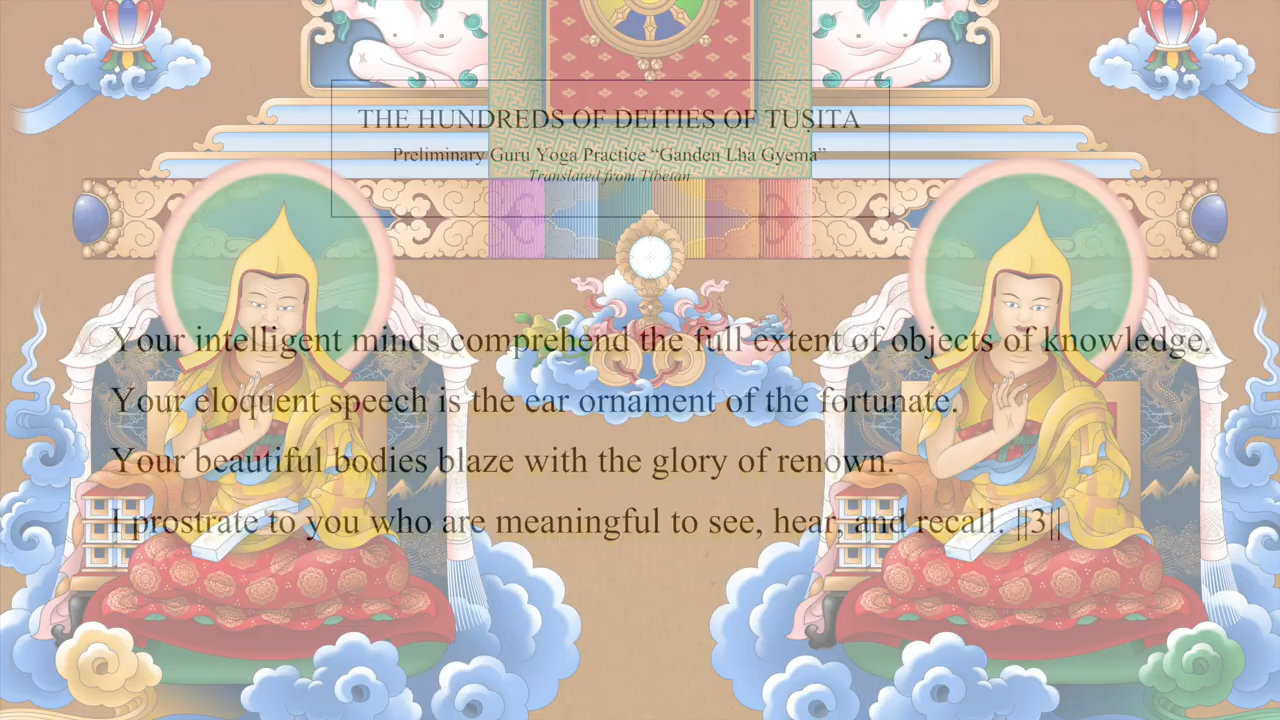 THE HUNDREDS OF DEITIES OF TUṢITA
Preliminary Guru Yoga Practice “Ganden Lha Gyema”
Translated from Tibetan
Your intelligent minds comprehend the full extent of objects of knowledge.
Your eloquent speech is the ear ornament of the fortunate.
Your beautiful bodies blaze with the glory of renown.
I prostrate to you who are meaningful to see, hear, and recall. ||3||